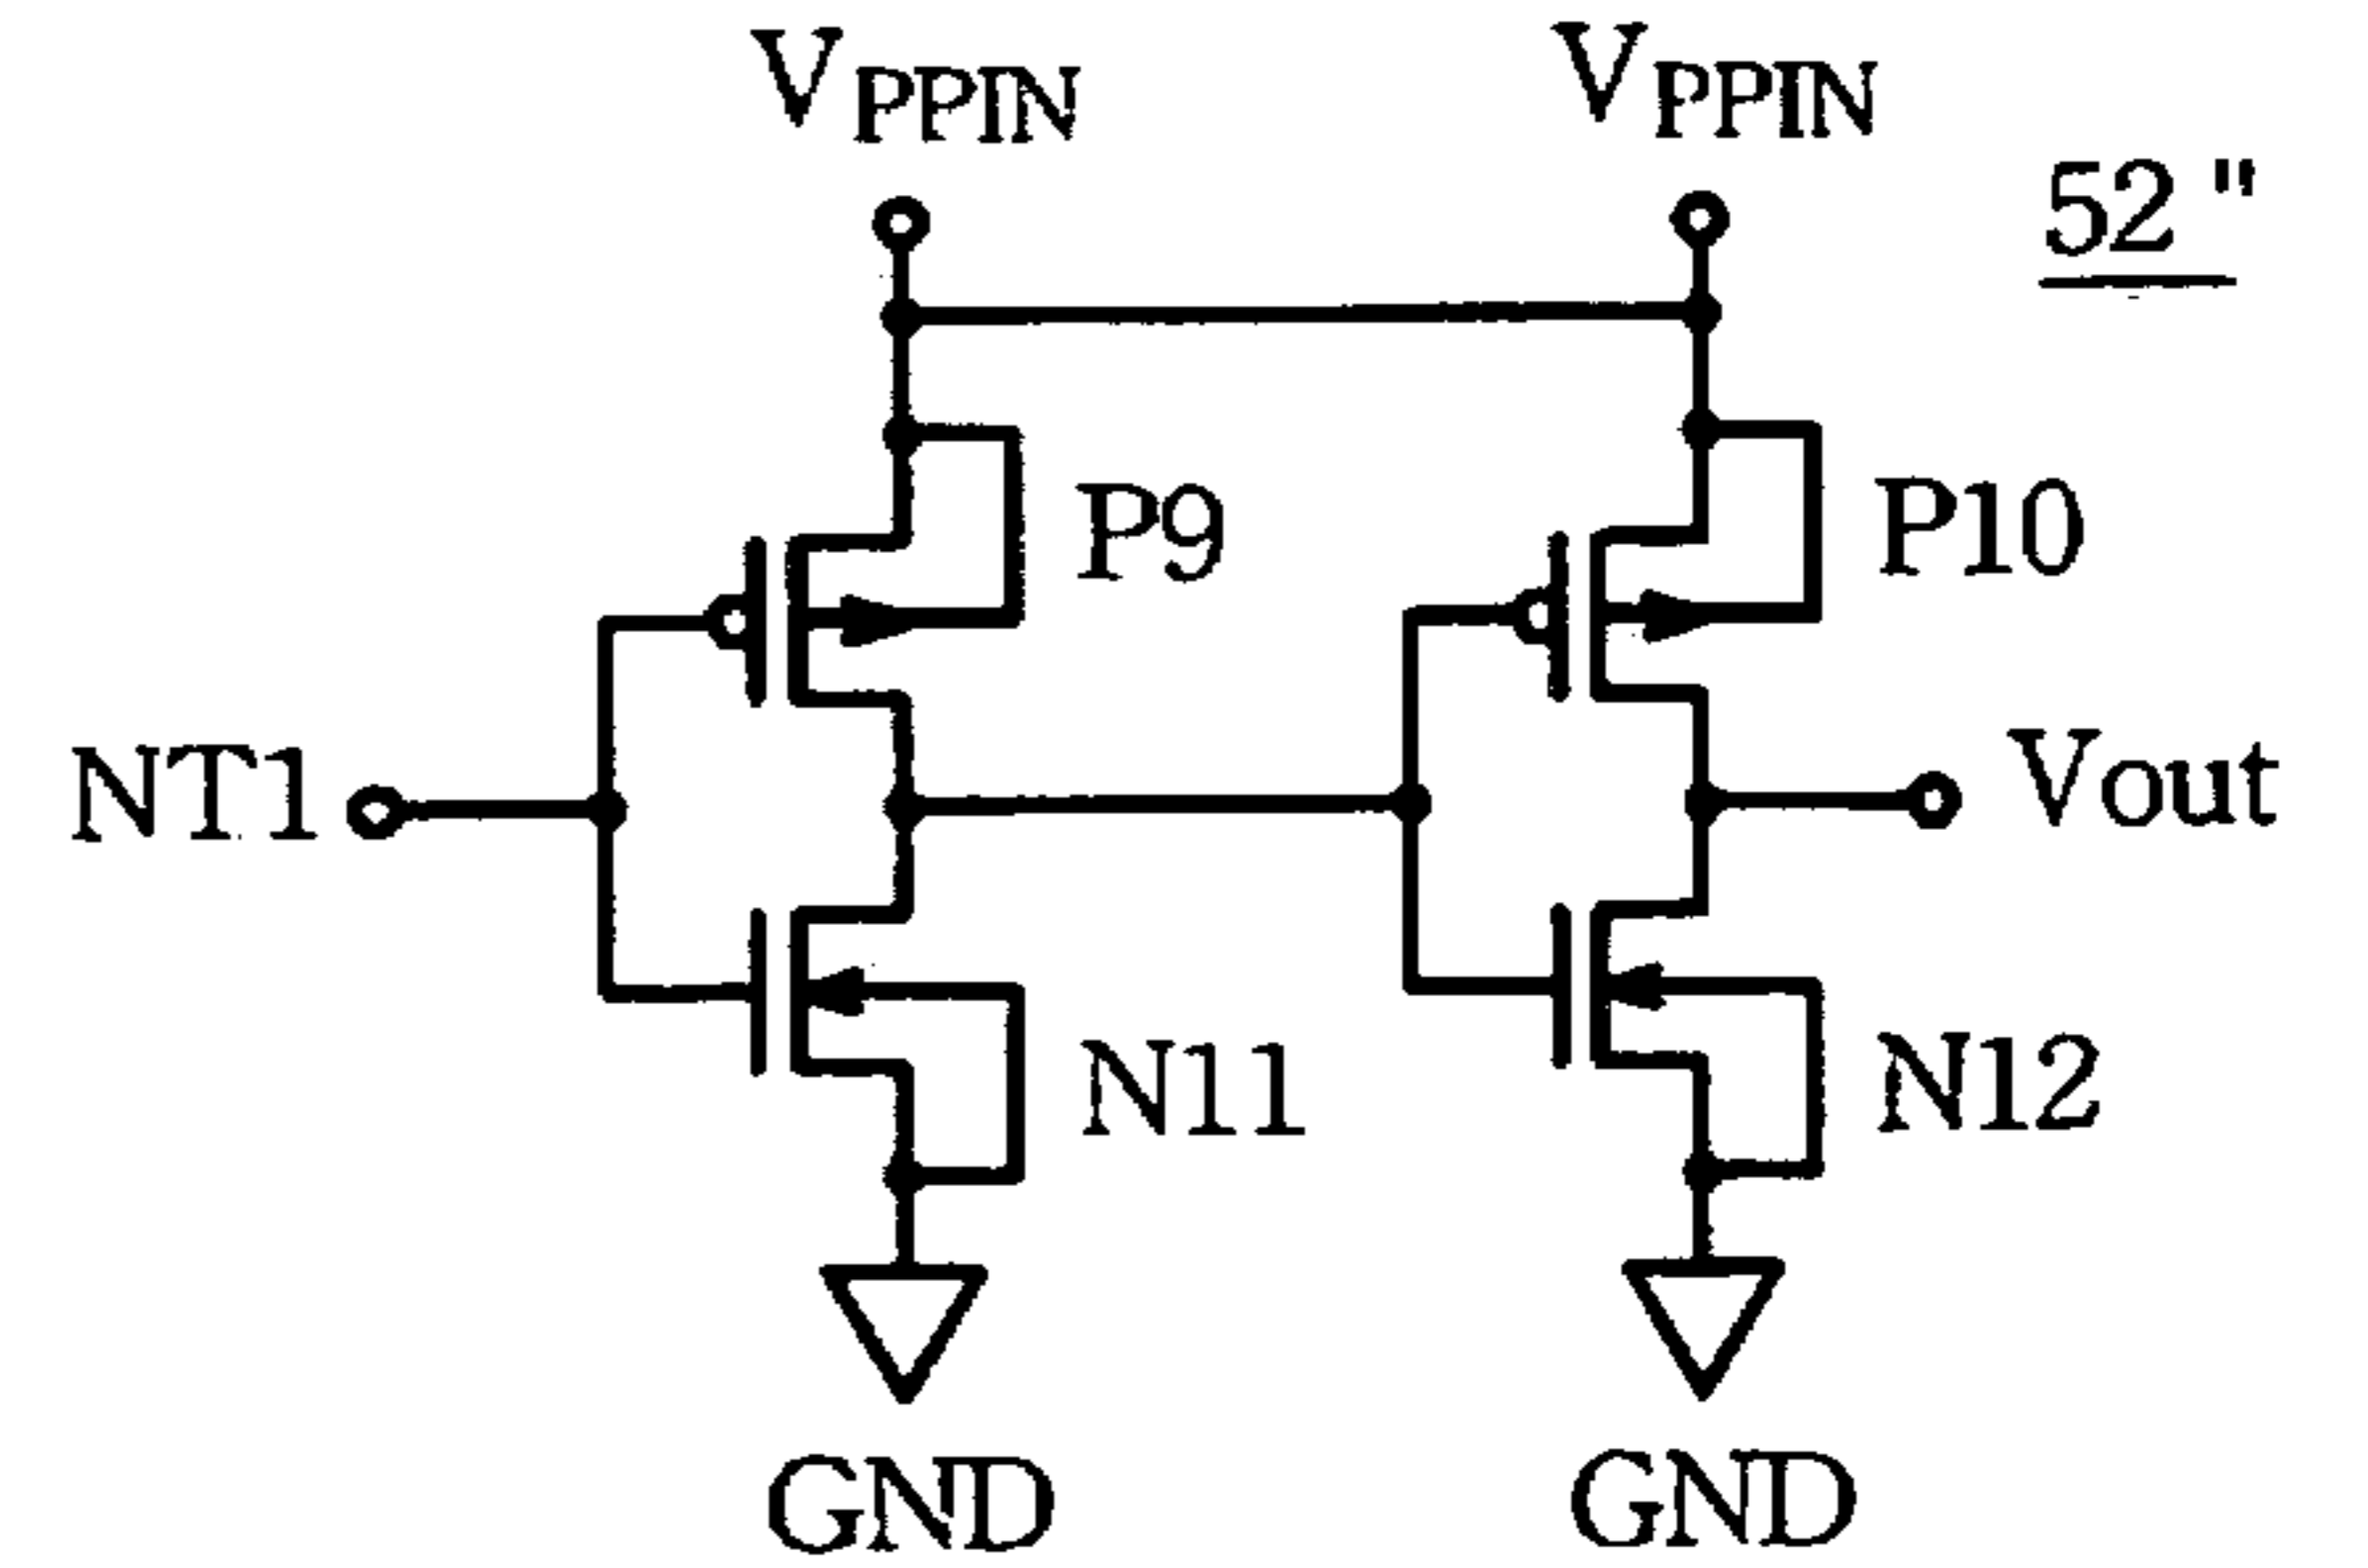 VPPIN VPPIN
52"
P9 P10
NT1 Vout
N11 N12
GND GND